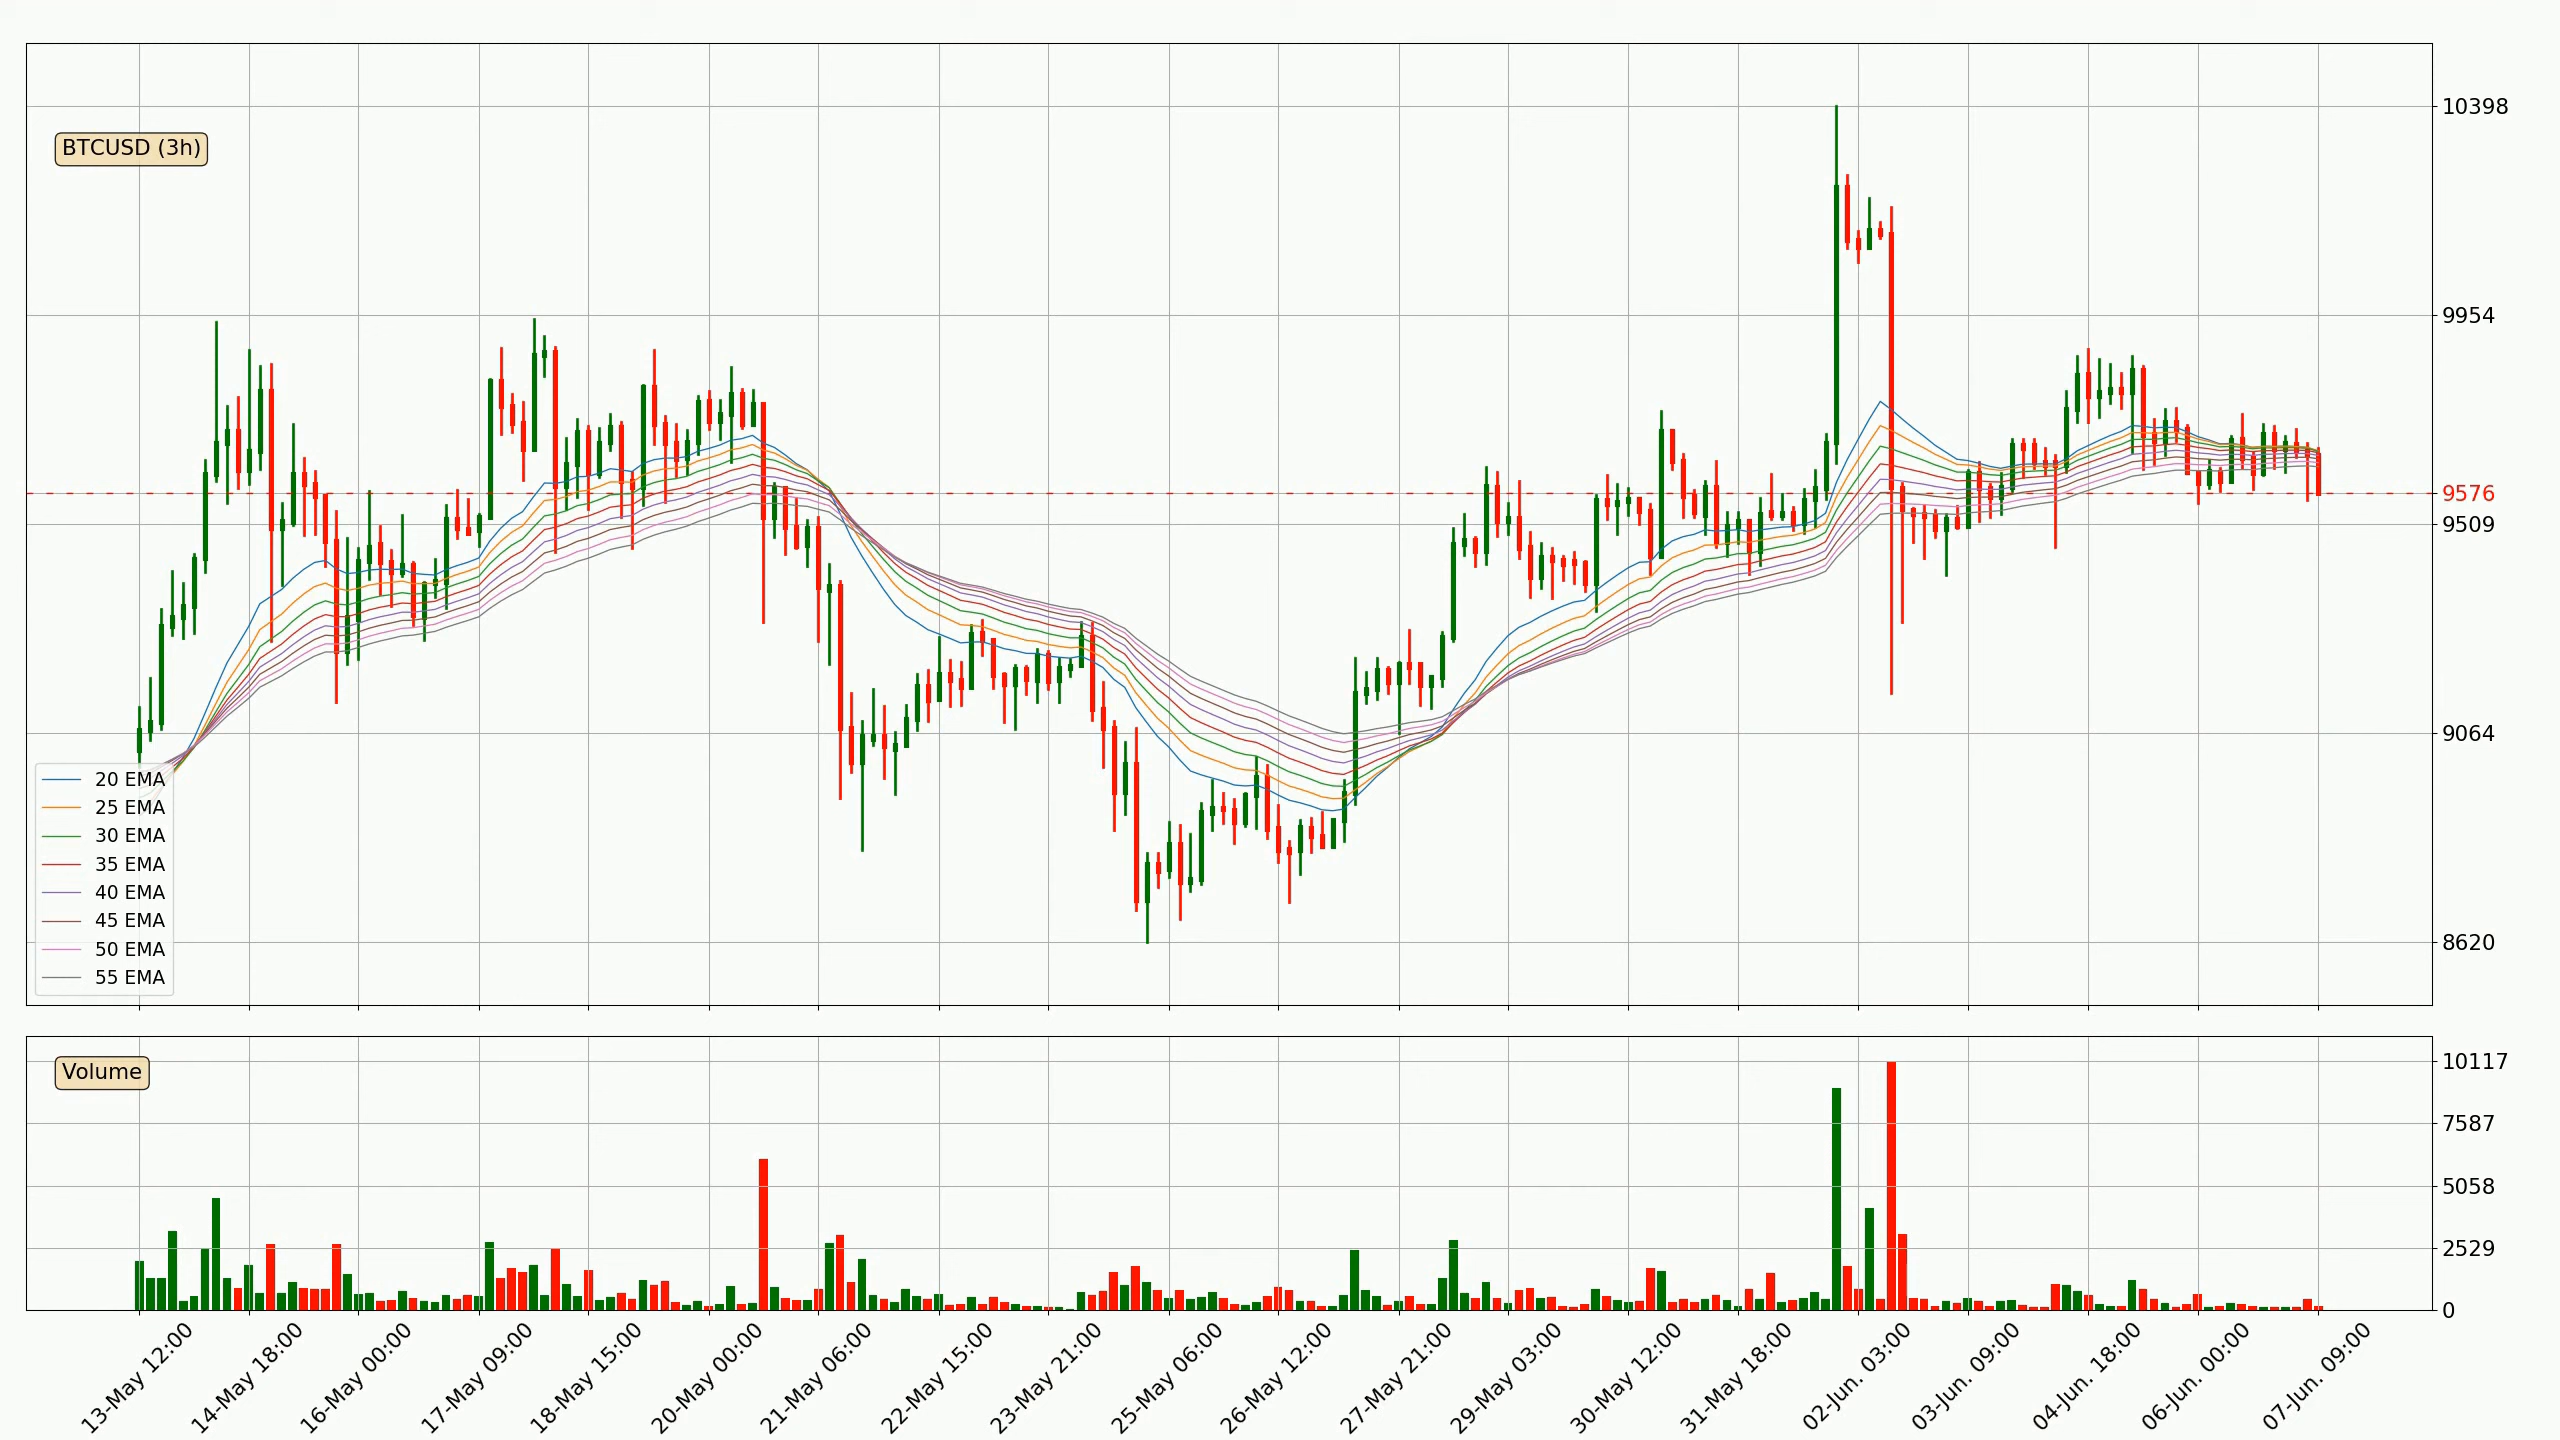 BTCUSD (3h)
10398
9954
9576
9509
9064
8620
20 EMA
25 EMA
30 EMA
35 EMA
40 EMA
45 EMA
50 EMA
55 EMA
Volume
10117
7587
5058
2529
0
13-May 12:00
14-May 18:00
16-May 00:00
17-May 09:00
18-May 15:00
20-May 00:00
21-May 06:00
22-May 15:00
23-May 21:00
25-May 06:00
26-May 12:00
27-May 21:00
29-May 03:00
30-May 12:00
31-May 18:00
02-Jun. 03:00
03-Jun. 09:00
04-Jun. 18:00
06-Jun. 00:00
07-Jun. 09:00